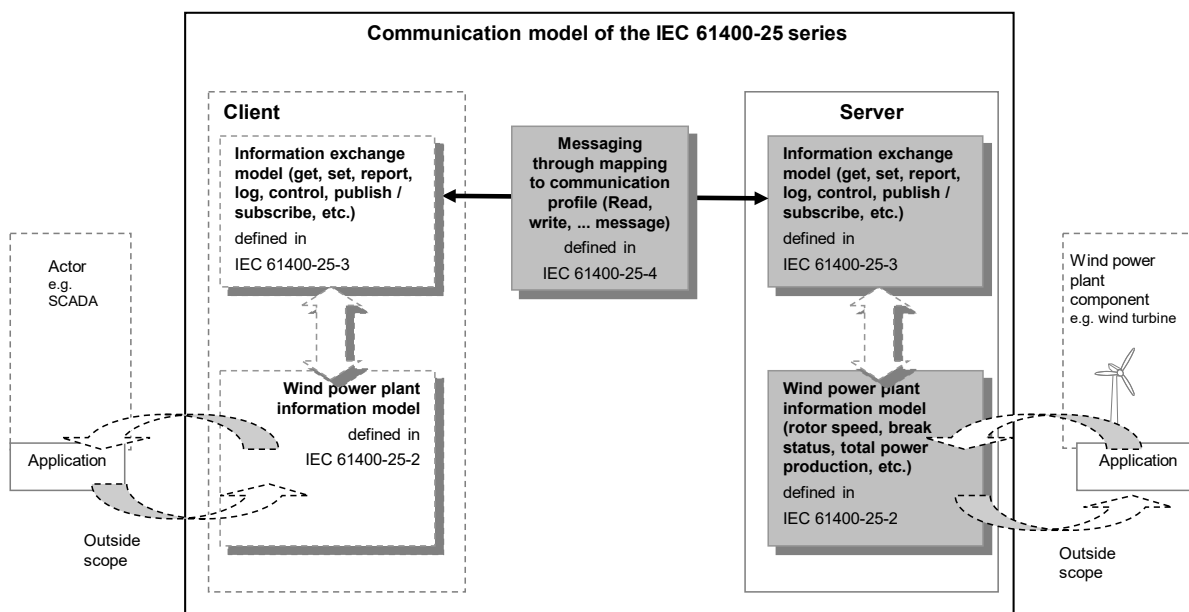 Communication model of the IEC 61400-25 series
Client
Information exchange
model (get, set, report,
log, control, publish /
subscribe, etc.)
defined in
IEC 61400-25-3
Messaging
through mapping
to communication
profile (Read,
write, ... message)
defined in
IEC 61400-25-4
Server
Information exchange
model (get, set, report,
log, control, publish /
subscribe, etc.)
defined in
IEC 61400-25-3
Actor
e.g.
SCADA
Application
Outside
scope
Wind power plant
information model
defined in
IEC 61400-25-2
Wind power plant
information model
(rotor speed, break
status, total power
production, etc.)
defined in
IEC 61400-25-2
Wind power
plant
component
e.g. wind turbine
Application
Outside
scope